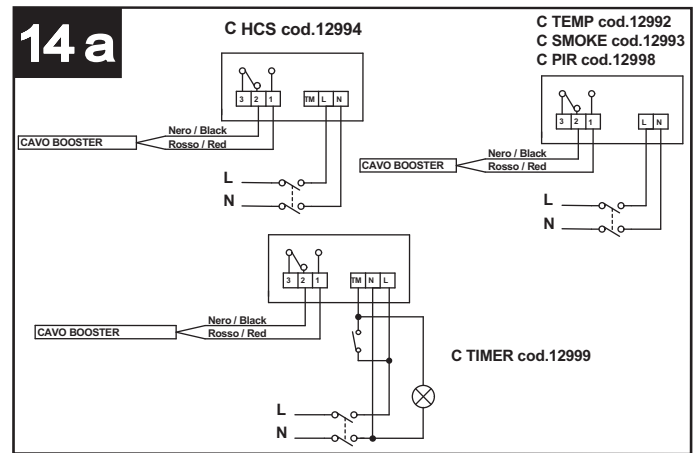 14 a
C HCS cod.12994
3 2 1 TM L N
Nero / Black
CAVO BOOSTER
Rosso / Red
L
N
C TEMP cod.12992
C SMOKE cod.12993
C PIR cod.12998
3 2 1 L N
Nero / Black
CAVO BOOSTER
Rosso / Red
L
N
3 2 1 TM N L
Nero / Black
CAVO BOOSTER
Rosso / Red
C TIMER cod.12999
L
N